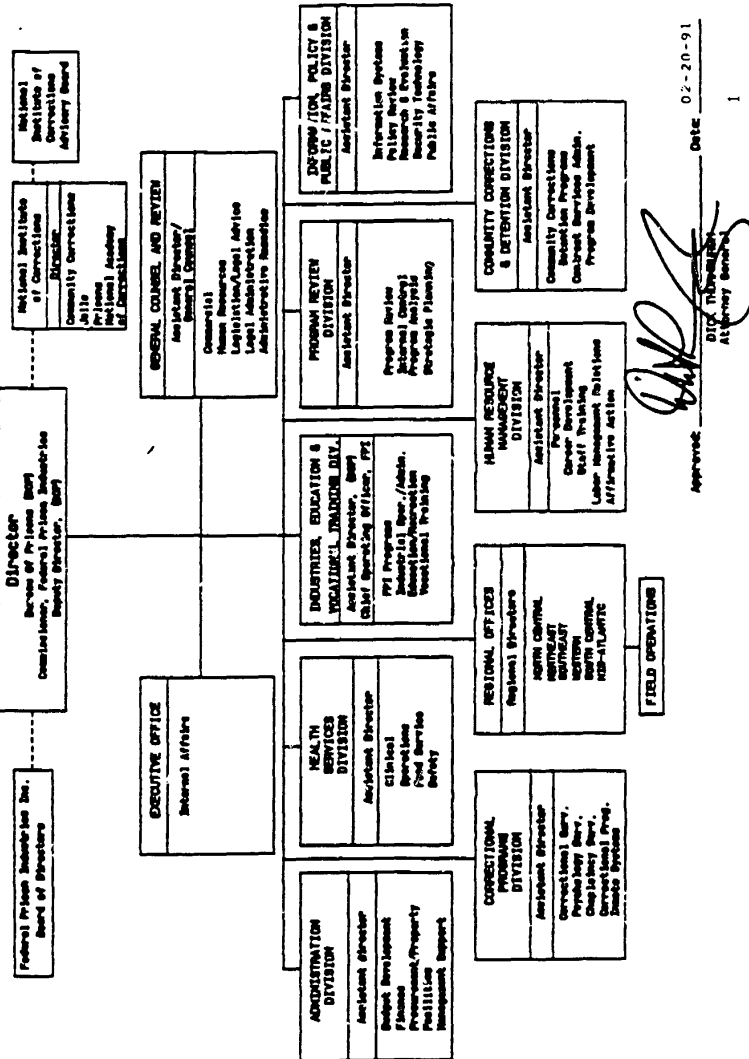 Director
Bureau of Prisons (BOP)
Commissioner, Federal Prison Industries
Deputy Director, (BOP)
Federal Prison Industries Inc.
Board of Directors
National Institute
of Corrections
Director
Community Corrections
Jails
Prisons
National Academy
of Corrections
National
Institute of
Corrections
Advisory Board
EXECUTIVE OFFICE
Internal Affairs
GENERAL COUNSEL AND REVIEW
Assistant Director/
General Counsel
Commercial
Human Resources
Legislation/Legal Advice
Legal Administration
Administrative Remedies
ADMINISTRATION
DIVISION
Assistant Director
Budget Development
Finance
Procurement/Property
Facilities
Management Support
HEALTH
SERVICES
DIVISION
Assistant Director
Clinical
Operations
Food Service
Safety
INDUSTRIES, EDUCATION &
VOCATIONAL TRAINING DIV.
Assistant Director, (BOP)
Chief Operating Officer, FPI
FPI Programs
Industrial Oper./Admin.
Education/Recreation
Vocational Training
PROGRAM REVIEW
DIVISION
Assistant Director
Program Review
Internal Control
Program Analysis
Strategic Planning
INFORM/TION, POLICY &
PUBLIC /FFAIRS DIVISION
Assistant Director
Information Systems
Policy Review
Research & Evaluation
Security Technology
Public Affairs
CORRECTIONAL
PROGRAMS
DIVISION
Assistant Director
Correctional Serv.
Psychology Serv.
Chaplaincy Serv.
Correctional Prog.
Inmate Systems
REGIONAL OFFICES
Regional Directors
NORTH CENTRAL
NORTHEAST
SOUTHEAST
WESTERN
SOUTH CENTRAL
MID-ATLANTIC
FIELD OPERATIONS
HUMAN RESOURCE
MANAGEMENT
DIVISION
Assistant Director
Personnel
Career Development
Staff Training
Labor Management Relations
Affirmative Action
COMMUNITY CORRECTIONS
& DETENTION DIVISION
Assistant Director
Community Corrections
Detention Programs
Contract Services Admin.
Program Development
Approved:
DICK THORNBURGH
Attorney General
Date: 02-20-91
1